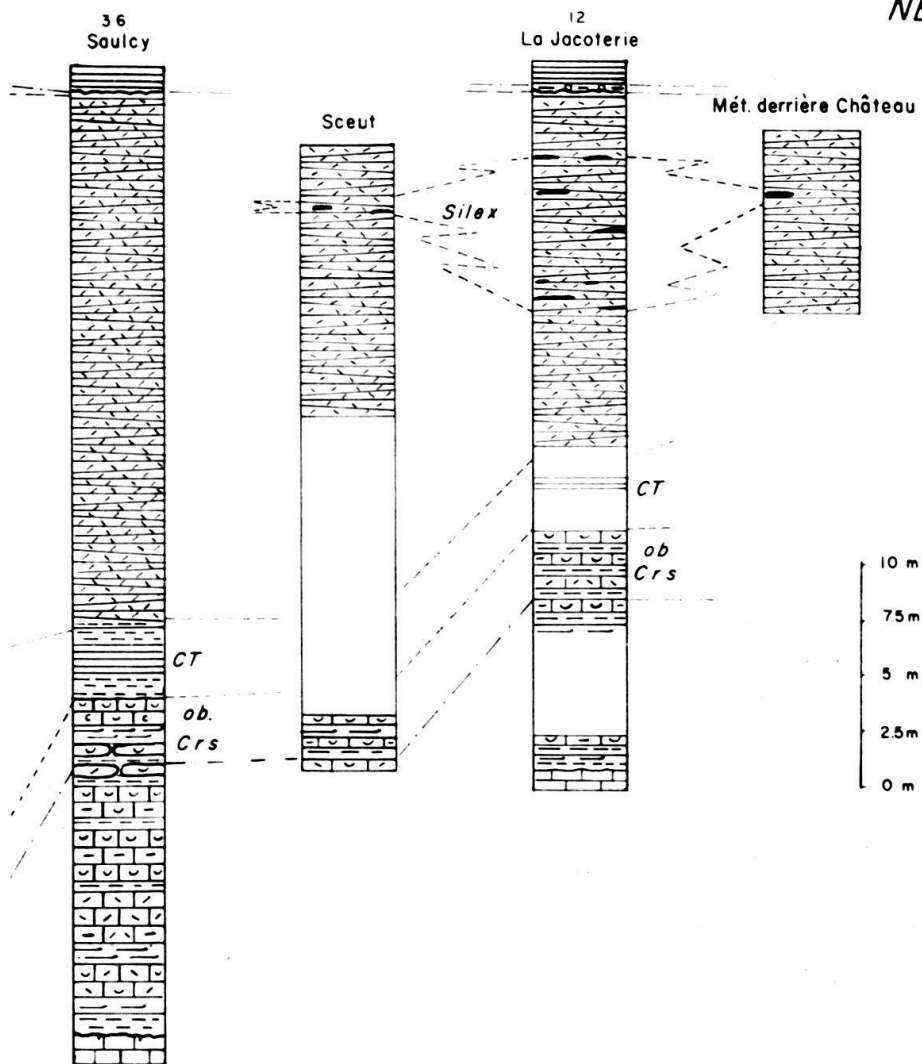 NE
36
Saulcy
12
La Jacoterie
Sceut
Mét. derrière Château
Silex
CT
ob
Crs
10 m
7.5m
5 m
2.5m
0 m
CT
ob.
Crs